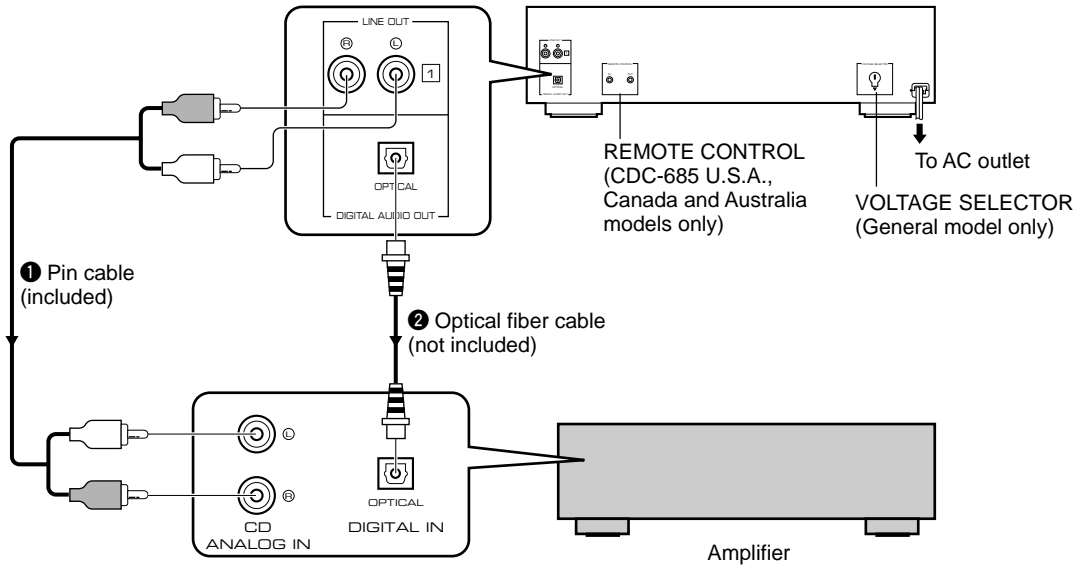 LINE OUT
R L
1
OPTICAL
DIGITAL AUDIO OUT
REMOTE CONTROL
(CDC-685 U.S.A.,
Canada and Australia
models only)
To AC outlet
VOLTAGE SELECTOR
(General model only)
❶ Pin cable
(included)
❷ Optical fiber cable
(not included)
L
R
OPTICAL
CD
ANALOG IN
DIGITAL IN
Amplifier